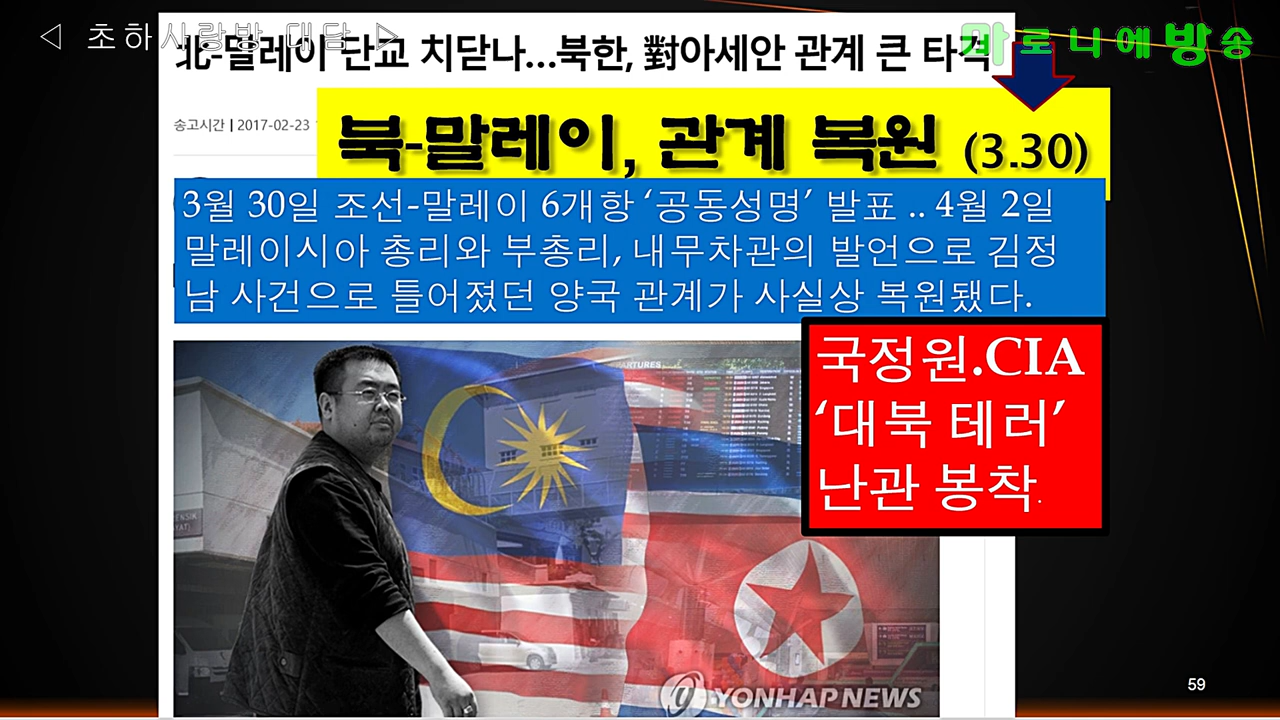 ◁ 초하사랑방 대담 ▷
마로니에방송
北-말레이 단교 치닫나...북한, 對아세안 관계 큰 타격
송고시간 | 2017-02-23
북-말레이, 관계 복원 (3.30)
3월 30일 조선-말레이 6개항 ‘공동성명’ 발표 .. 4월 2일
말레이시아 총리와 부총리, 내무차관의 발언으로 김정
남 사건으로 틀어졌던 양국 관계가 사실상 복원됐다.
국정원.CIA
‘대북 테러’
난관 봉착.
YONHAP NEWS
59